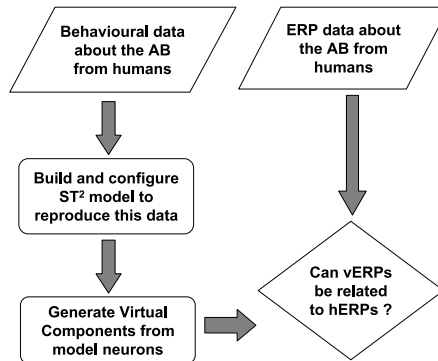 Behavioural data
about the AB
from humans
ERP data about
the AB from
humans
Build and configure
ST² model to
reproduce this data
Generate Virtual
Components from
model neurons
Can vERPs
be related
to hERPs ?